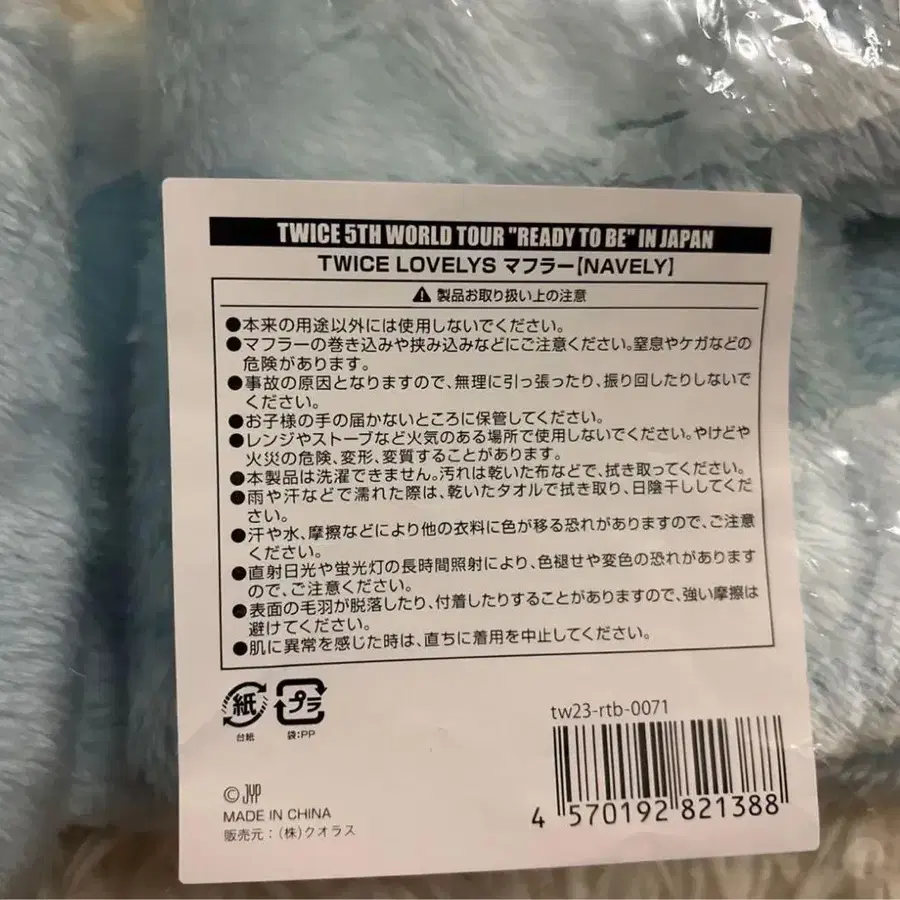 TWICE 5TH WORLD TOUR "READY TO BE" IN JAPAN
TWICE LOVELYS マフラー【NAVELY】
製品お取り扱い上の注意
●本来の用途以外には使用しないでください。
●マフラーの巻き込みや挟み込みなどにご注意ください。窒息やケガなどの
危険があります。
●事故の原因となりますので、無理に引っ張ったり、振り回したりしないで
ください。
●お子様の手の届かないところに保管してください。
●レンジやストーブなど火気のある場所で使用しないでください。やけどや
火災の危険、変形、変質することがあります。
●本製品は洗濯できません。汚れは乾いた布などで、拭き取ってください。
●雨や汗などで濡れた際は、乾いたタオルで拭き取り、日陰干ししてくだ
さい。
●汗や水、摩擦などにより他の衣料に色が移る恐れがありますので、ご注意
ください。
●直射日光や蛍光灯の長時間照射により、色褪せや変色の恐れがあります
ので、ご注意ください。
●表面の毛羽が脱落したり、付着したりすることがありますので、強い摩擦は
避けてください。
●肌に異常を感じた時は、直ちに着用を中止してください。
紙 プラ
台紙 袋:PP
tw23-rtb-0071
4 570192 821388
© JYP
MADE IN CHINA
販売元:(株)クオラス